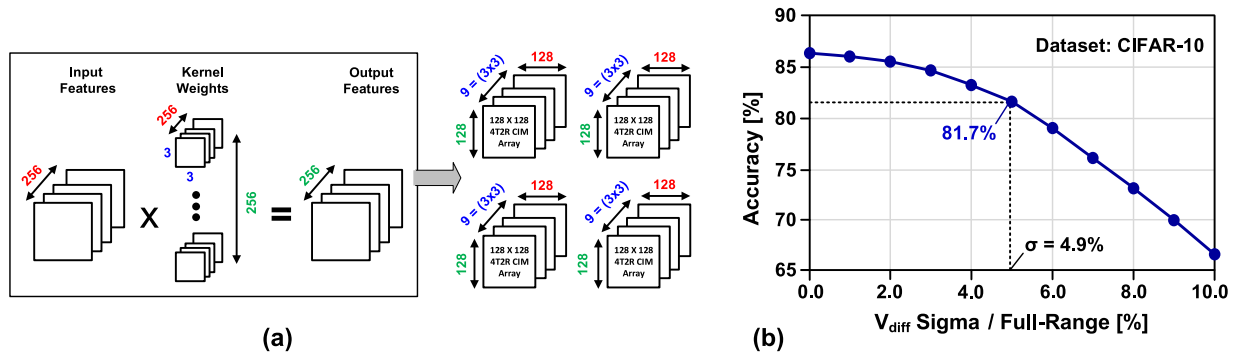 Input
Features
Kernel
Weights
Output
Features
256
256
3
3
256
256
X
=
9 = (3x3)
128
128
128 X 128
4T2R CIM
Array
9 = (3x3)
128
128
128 X 128
4T2R CIM
Array
9 = (3x3)
128
128
128 X 128
4T2R CIM
Array
9 = (3x3)
128
128
128 X 128
4T2R CIM
Array
(a)
Accuracy [%]
90
85
80
75
70
65
Dataset: CIFAR-10
81.7%
σ = 4.9%
0.0
2.0
4.0
6.0
8.0
10.0
Vdiff Sigma / Full-Range [%]
(b)